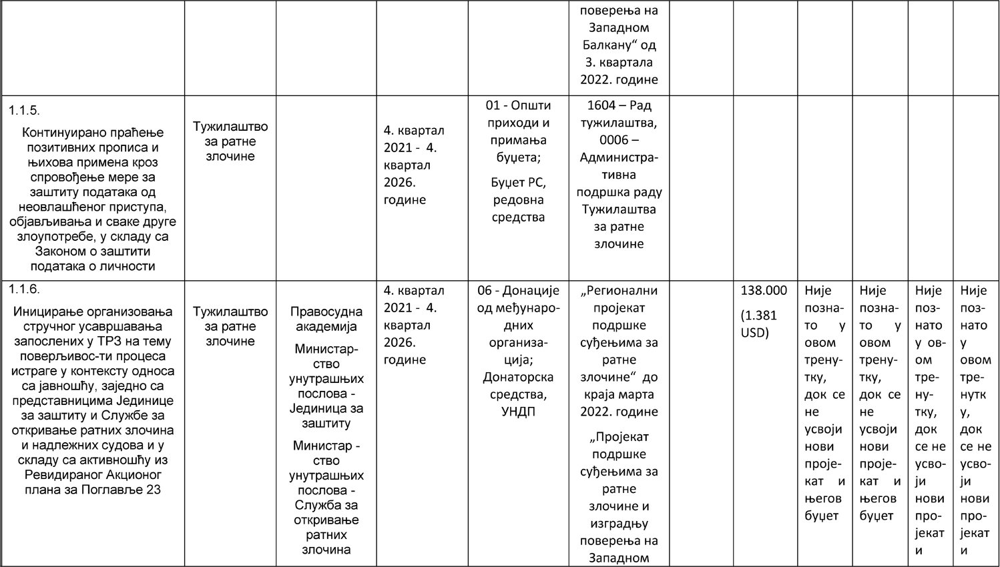 поверења на
Западном
Балкану“ од
3. квартала
2022. године
1.1.5.
Континуирано праћење
позитивних прописа и
њихова примена кроз
спровођење мере за
заштиту података од
неовлашћеног приступа,
објављивања и сваке друге
злоупотребе, у складу са
Законом о заштити
података о личности
Тужилаштво
за ратне
злочине
4. квартал
2021 - 4.
квартал
2026.
године
01 - Општи
приходи и
примања
буџета;
Буџет РС,
редовна
средства
1604 – Рад
тужилаштва,
0006 –
Администра-
тивна
подршка раду
Тужилаштва
за ратне
злочине
1.1.6.
Иницирање организовања
стручног усавршавања
запослених у ТРЗ на тему
поверљивос-ти процеса
истраге у контексту односа
са јавношћу, заједно са
представницима Јединице
за заштиту и Службе за
откривање ратних злочина
и надлежних судова и у
складу са активношћу из
Ревидираног Акционог
плана за Поглавље 23
Тужилаштво
за ратне
злочине
Правосудна
академија
Министар-
ство
унутрашњих
послова -
Јединица за
заштиту
Министар -
ство
унутрашњих
послова -
Служба за
откривање
ратних
злочина
4. квартал
2021 - 4.
квартал
2026.
године
06 - Донације
од међунаро-
дних
организа-
ција;
Донаторска
средства,
УНДП
„Регионални
пројекат
подршке
суђењима за
ратне
злочине“ до
краја марта
2022. године
„Пројекат
подршке
суђењима за
ратне
злочине и
изградњу
поверења на
Западном
138.000
(1.381
USD)
Није
позна-
то у
овом
трену-
тку,
док се
не
усвоји
нови
проје-
кат и
његов
буџет
Није
позна-
то у
овом
трену-
тку,
док се
не
усвоји
нови
проје-
кат и
његов
буџет
Није
поз-
нато
у ов-
ом
тре-
ну-
тку,
док
се не
усво-
ји
нови
про-
јекат
и
Није
поз-
нато
у
овом
тре-
нутк
у,
док
се не
усво-
ји
нови
про-
јекат
и